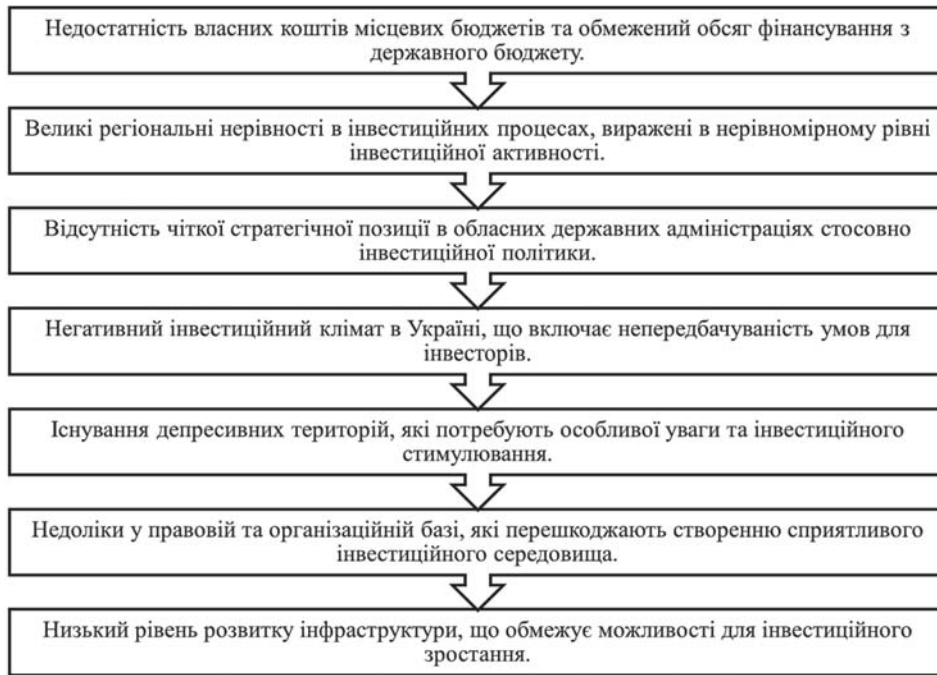 Недостатність власних коштів місцевих бюджетів та обмежений обсяг фінансування з
державного бюджету.
Великі регіональні нерівності в інвестиційних процесах, виражені в нерівномірному рівні
інвестиційної активності.
Відсутність чіткої стратегічної позиції в обласних державних адміністраціях стосовно
інвестиційної політики.
Негативний інвестиційний клімат в Україні, що включає непередбачуваність умов для
інвесторів.
Існування депресивних територій, які потребують особливої уваги та інвестиційного
стимулювання.
Недоліки у правовій та організаційній базі, які перешкоджають створенню сприятливого
інвестиційного середовища.
Низький рівень розвитку інфраструктури, що обмежує можливості для інвестиційного
зростання.